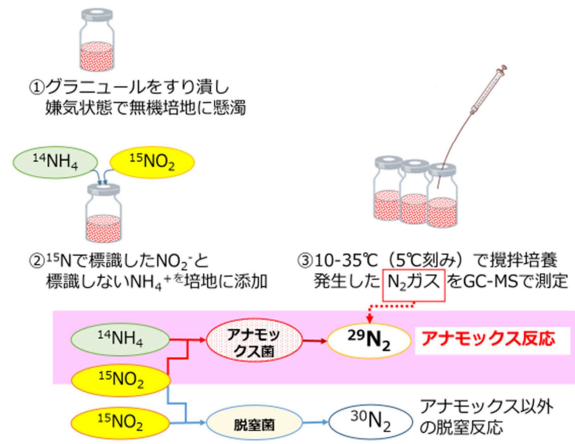 ①グラニュールをすり潰し
嫌気状態で無機培地に懸濁
¹⁴NH₄
¹⁵NO₂
②¹⁵Nで標識したNO₂⁻と
標識しないNH₄⁺を培地に添加
③10-35℃（5℃刻み）で攪拌培養
発生した N₂ガス をGC-MSで測定
¹⁴NH₄
アナモッ
クス菌
²⁹N₂
アナモックス反応
¹⁵NO₂
¹⁵NO₂
脱窒菌
³⁰N₂
アナモックス以外
の脱窒反応